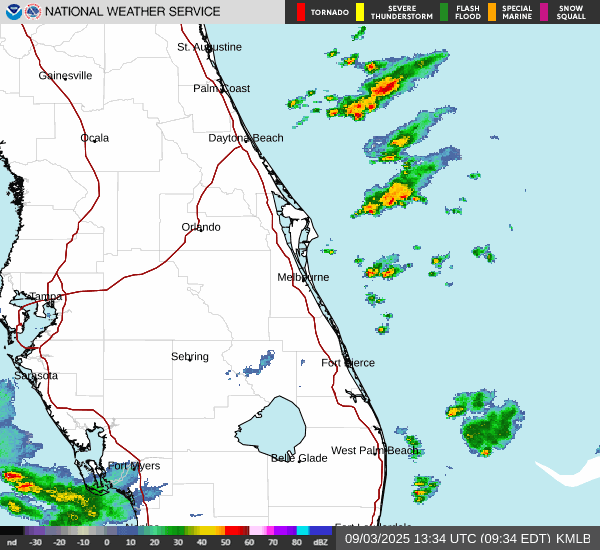 NATIONAL WEATHER SERVICE
TORNADO
SEVERE THUNDERSTORM
FLASH FLOOD
SPECIAL MARINE
SNOW SQUALL
St. Augustine
Gainesville
Palm Coast
Ocala
Daytona Beach
Orlando
Melbourne
Tampa
Sebring
Fort Pierce
Sarasota
West Palm Beach
Belle Glade
Fort Myers
Fort Lauderdale
nd -30 -20 -10 0 10 20 30 40 50 60 70 80 dBZ
09/03/2025 13:34 UTC (09:34 EDT) KMLB